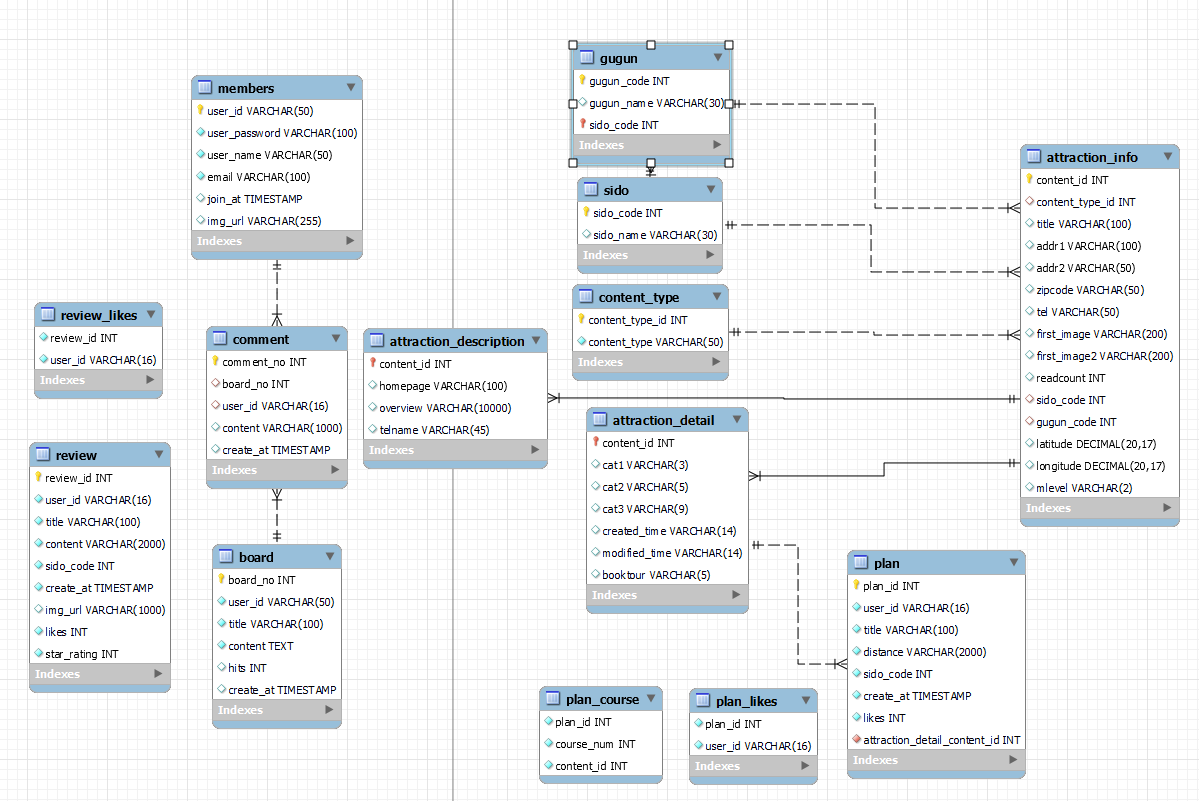 gugun
gugun_code INT
gugun_name VARCHAR(30)
sido_code INT
Indexes
members
user_id VARCHAR(50)
user_password VARCHAR(100)
user_name VARCHAR(50)
email VARCHAR(100)
join_at TIMESTAMP
img_url VARCHAR(255)
Indexes
attraction_info
content_id INT
content_type_id INT
title VARCHAR(100)
addr1 VARCHAR(100)
addr2 VARCHAR(50)
zipcode VARCHAR(50)
tel VARCHAR(50)
first_image VARCHAR(200)
first_image2 VARCHAR(200)
readcount INT
sido_code INT
gugun_code INT
latitude DECIMAL(20,17)
longitude DECIMAL(20,17)
mlevel VARCHAR(2)
Indexes
sido
sido_code INT
sido_name VARCHAR(30)
Indexes
content_type
content_type_id INT
content_type VARCHAR(50)
Indexes
review_likes
review_id INT
user_id VARCHAR(16)
Indexes
comment
comment_no INT
board_no INT
user_id VARCHAR(16)
content VARCHAR(1000)
create_at TIMESTAMP
Indexes
attraction_description
content_id INT
homepage VARCHAR(100)
overview VARCHAR(10000)
telname VARCHAR(45)
Indexes
attraction_detail
content_id INT
cat1 VARCHAR(3)
cat2 VARCHAR(5)
cat3 VARCHAR(9)
created_time VARCHAR(14)
modified_time VARCHAR(14)
booktour VARCHAR(5)
Indexes
review
review_id INT
user_id VARCHAR(16)
title VARCHAR(100)
content VARCHAR(2000)
sido_code INT
create_at TIMESTAMP
img_url VARCHAR(1000)
likes INT
star_rating INT
Indexes
board
board_no INT
user_id VARCHAR(50)
title VARCHAR(100)
content TEXT
hits INT
create_at TIMESTAMP
Indexes
plan
plan_id INT
user_id VARCHAR(16)
title VARCHAR(100)
distance VARCHAR(2000)
sido_code INT
create_at TIMESTAMP
likes INT
attraction_detail_content_id INT
Indexes
plan_course
plan_id INT
course_num INT
content_id INT
plan_likes
plan_id INT
user_id VARCHAR(16)
Indexes